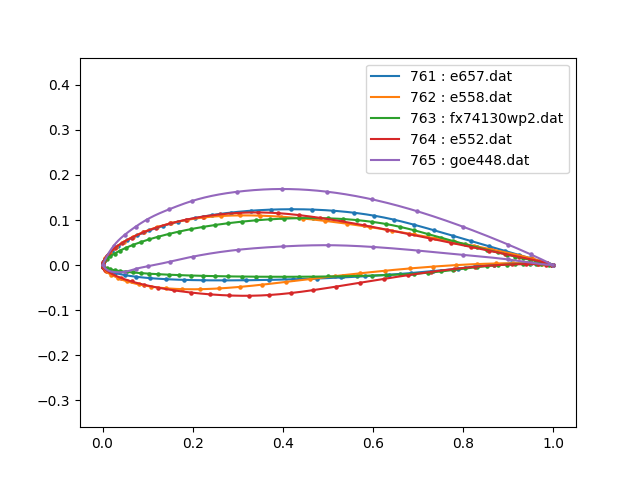 761 : e657.dat
762 : e558.dat
763 : fx74130wp2.dat
764 : e552.dat
765 : goe448.dat
0.4
0.3
0.2
0.1
0.0
−0.1
−0.2
−0.3
0.0 0.2 0.4 0.6 0.8 1.0